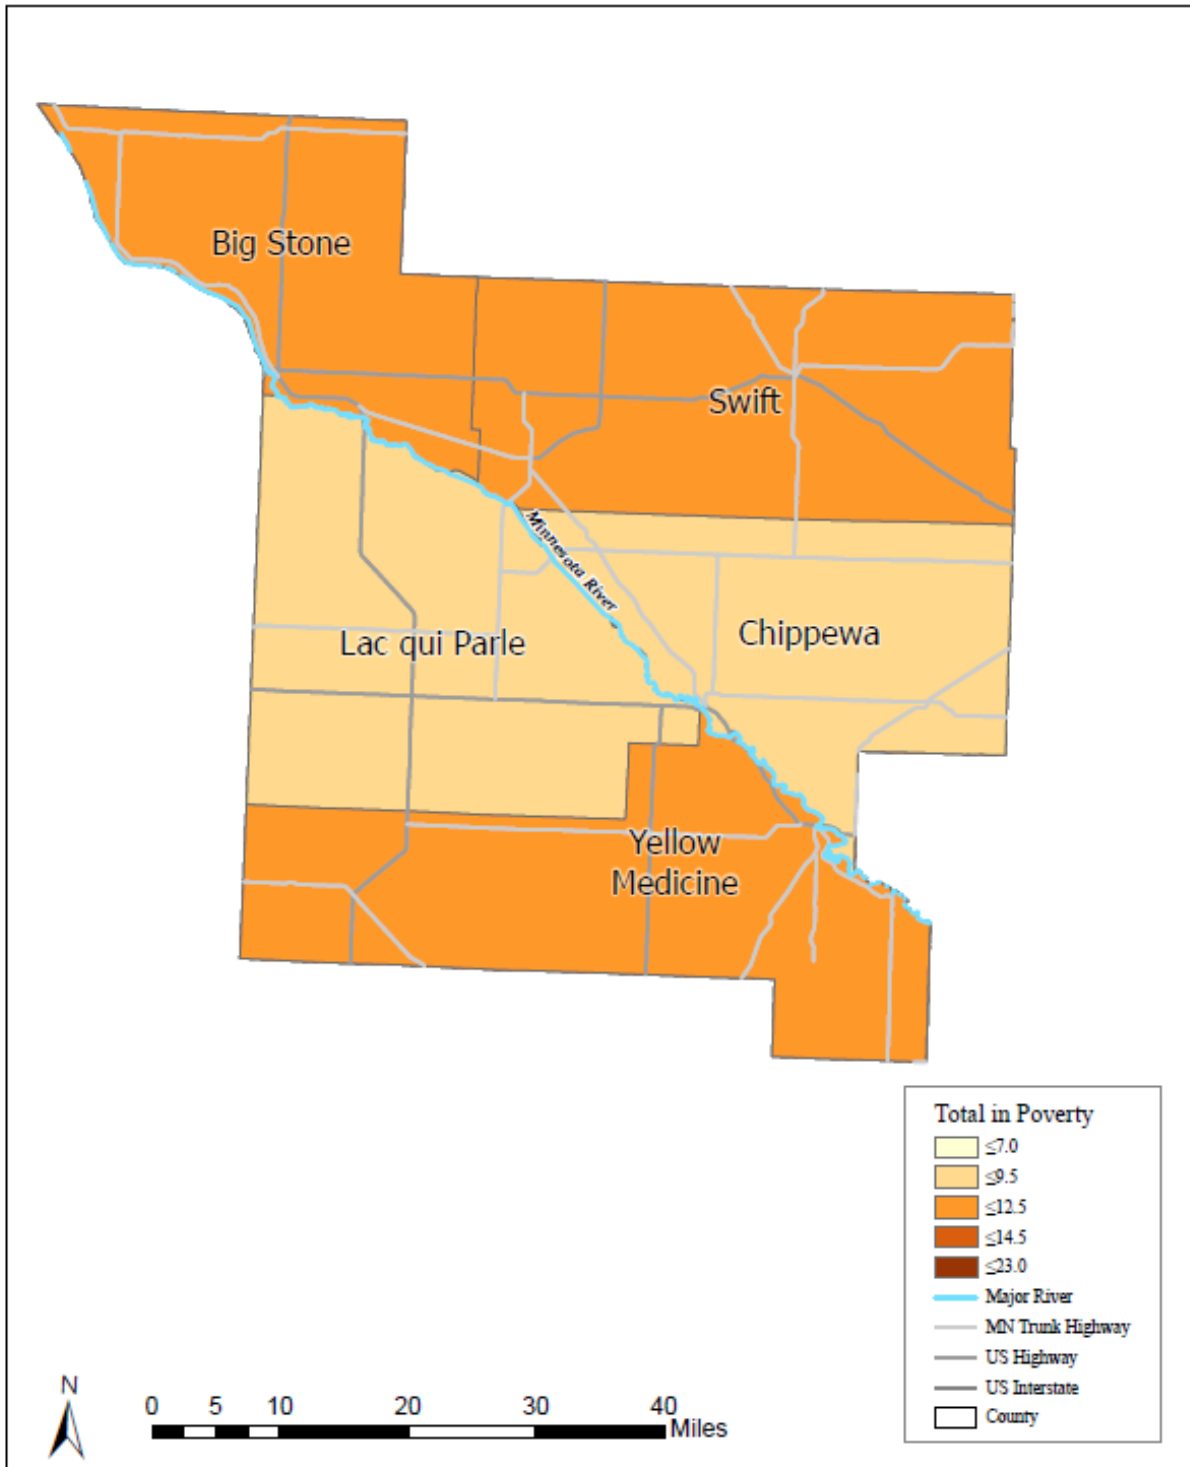 Big Stone
Swift
Minnesota River
Lac qui Parle
Chippewa
Yellow
Medicine
Total in Poverty
≤7.0
≤9.5
≤12.5
≤14.5
≤23.0
Major River
MN Trunk Highway
US Highway
US Interstate
County
N
0 5 10 20 30 40
Miles